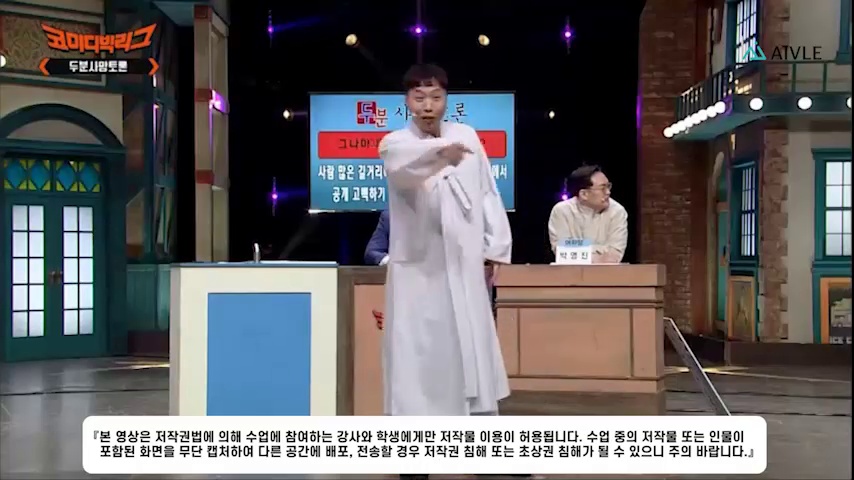 코미디빅리그
두분사망토론
ATVLE
두분 사 토론
그나마
사람 많은 길거리 에서
공개 고백하기
박영진
『본 영상은 저작권법에 의해 수업에 참여하는 강사와 학생에게만 저작물 이용이 허용됩니다. 수업 중의 저작물 또는 인물이
포함된 화면을 무단 캡처하여 다른 공간에 배포, 전송할 경우 저작권 침해 또는 초상권 침해가 될 수 있으니 주의 바랍니다.』